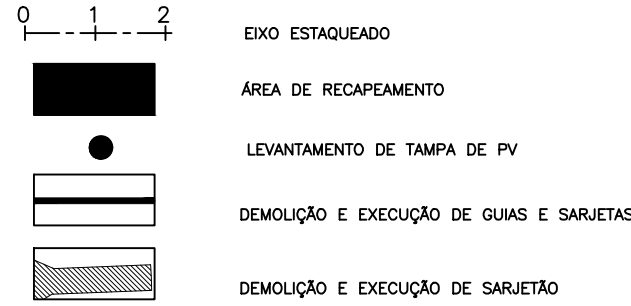 0 1 2
EIXO ESTAQUEADO
ÁREA DE RECAPEAMENTO
LEVANTAMENTO DE TAMPA DE PV
DEMOLIÇÃO E EXECUÇÃO DE GUIAS E SARJETAS
DEMOLIÇÃO E EXECUÇÃO DE SARJETÃO